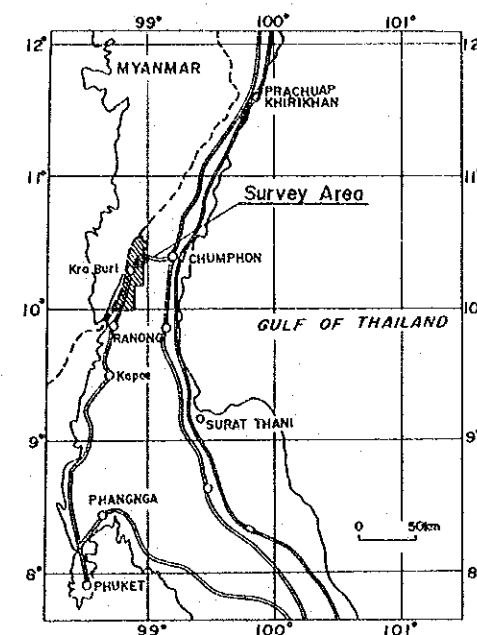 99° 100° 101°
12° 12
MYANMAR
PRACHUAP
KHIRIKHAN
11° 11
Survey Area
Kra Buri
CHUMPHON
10° 10
GULF OF THAILAND
RANONG
Kapoe
9° 9°
SURAT THANI
PHANGNGA
0 50km
8° 8°
PHUKET
99° 100° 101°